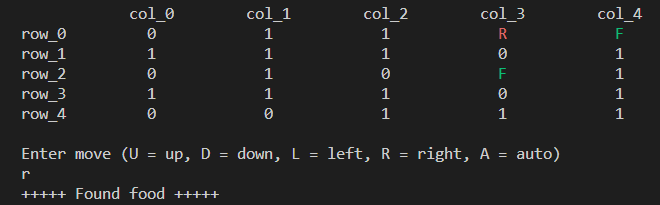 col_0 col_1 col_2 col_3 col_4
row_0 0 1 1 R F
row_1 1 1 1 0 1
row_2 0 1 0 F 1
row_3 1 1 1 0 1
row_4 0 0 1 1 1
Enter move (U = up, D = down, L = left, R = right, A = auto)
r
+++++ Found food +++++